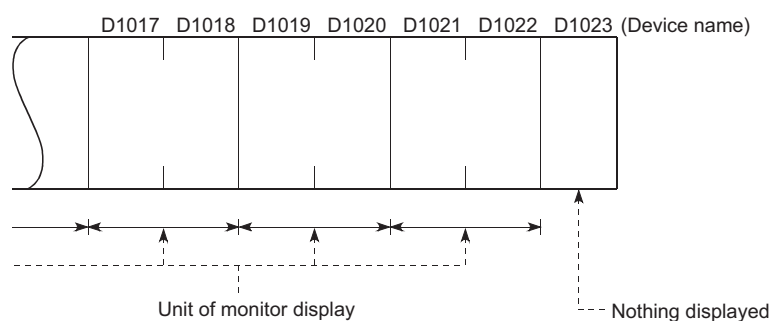 D1017 D1018 D1019 D1020 D1021 D1022 D1023 (Device name)
Unit of monitor display
Nothing displayed